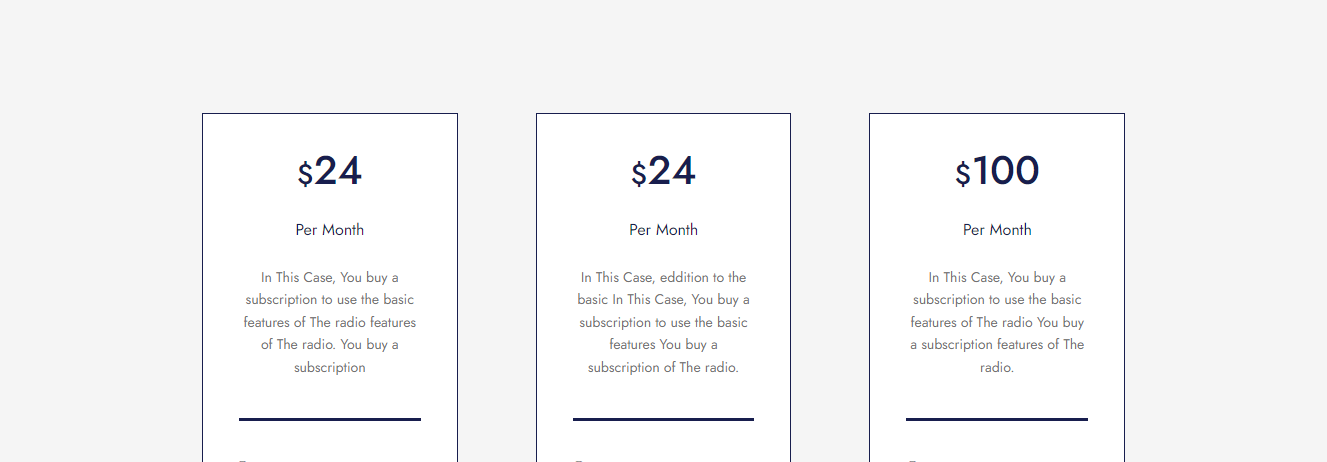 $24
Per Month
In This Case, You buy a
subscription to use the basic
features of The radio features
of The radio. You buy a
subscription
$24
Per Month
In This Case, eddition to the
basic In This Case, You buy a
subscription to use the basic
features You buy a
subscription of The radio.
$100
Per Month
In This Case, You buy a
subscription to use the basic
features of The radio You buy
a subscription features of The
radio.